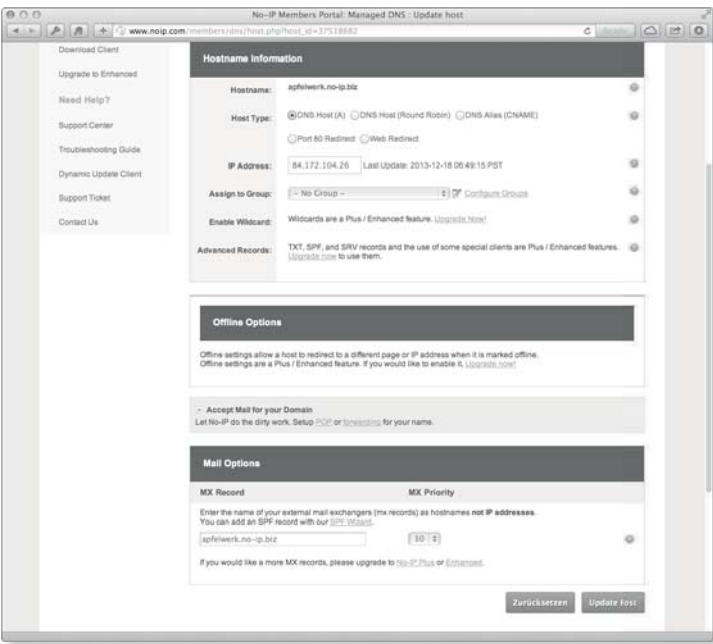 No-IP Members Portal: Managed DNS : Update host
www.noip.com/members/dns/host.php?host_id=37518682
Reader
Download Client
Upgrade to Enhanced
Need Help?
Support Center
Troubleshooting Guide
Dynamic Update Client
Support Ticket
Contact Us
Hostname Information
Hostname: apfelwerk.no-ip.biz
Host Type: DNS Host (A) DNS Host (Round Robin) DNS Alias (CNAME)
Port 80 Redirect Web Redirect
IP Address: 84.172.104.26 Last Update: 2013-12-18 06:49:15 PST
Assign to Group: - No Group - Configure Groups
Enable Wildcard: Wildcards are a Plus / Enhanced feature. Upgrade Now!
Advanced Records: TXT, SPF, and SRV records and the use of some special clients are Plus / Enhanced features.
Upgrade now to use them.
Offline Options
Offline settings allow a host to redirect to a different page or IP address when it is marked offline.
Offline settings are a Plus / Enhanced feature. If you would like to enable it, Upgrade now!
- Accept Mail for your Domain
Let No-IP do the dirty work. Setup POP or forwarding for your name.
Mail Options
MX Record MX Priority
Enter the name of your external mail exchangers (mx records) as hostnames not IP addresses.
You can add an SPF record with our SPF Wizard.
apfelwerk.no-ip.biz 10
If you would like a more MX records, please upgrade to No-IP Plus or Enhanced.
Zurücksetzen Update Host